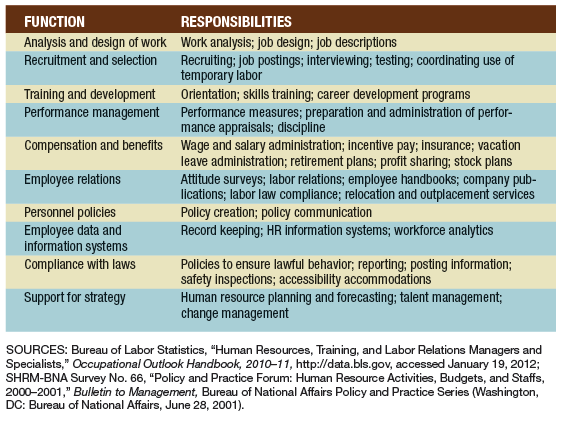 FUNCTION RESPONSIBILITIES
Analysis and design of work Work analysis; job design; job descriptions
Recruitment and selection Recruiting; job postings; interviewing; testing; coordinating use of
temporary labor
Training and development Orientation; skills training; career development programs
Performance management Performance measures; preparation and administration of perfor-
mance appraisals; discipline
Compensation and benefits Wage and salary administration; incentive pay; insurance; vacation
leave administration; retirement plans; profit sharing; stock plans
Employee relations Attitude surveys; labor relations; employee handbooks; company pub-
lications; labor law compliance; relocation and outplacement services
Personnel policies Policy creation; policy communication
Employee data and Record keeping; HR information systems; workforce analytics
information systems
Compliance with laws Policies to ensure lawful behavior; reporting; posting information;
safety inspections; accessibility accommodations
Support for strategy Human resource planning and forecasting; talent management;
change management
SOURCES: Bureau of Labor Statistics, “Human Resources, Training, and Labor Relations Managers and
Specialists,” Occupational Outlook Handbook, 2010–11, http://data.bls.gov, accessed January 19, 2012;
SHRM-BNA Survey No. 66, “Policy and Practice Forum: Human Resource Activities, Budgets, and Staffs,
2000–2001,” Bulletin to Management, Bureau of National Affairs Policy and Practice Series (Washington,
DC: Bureau of National Affairs, June 28, 2001).